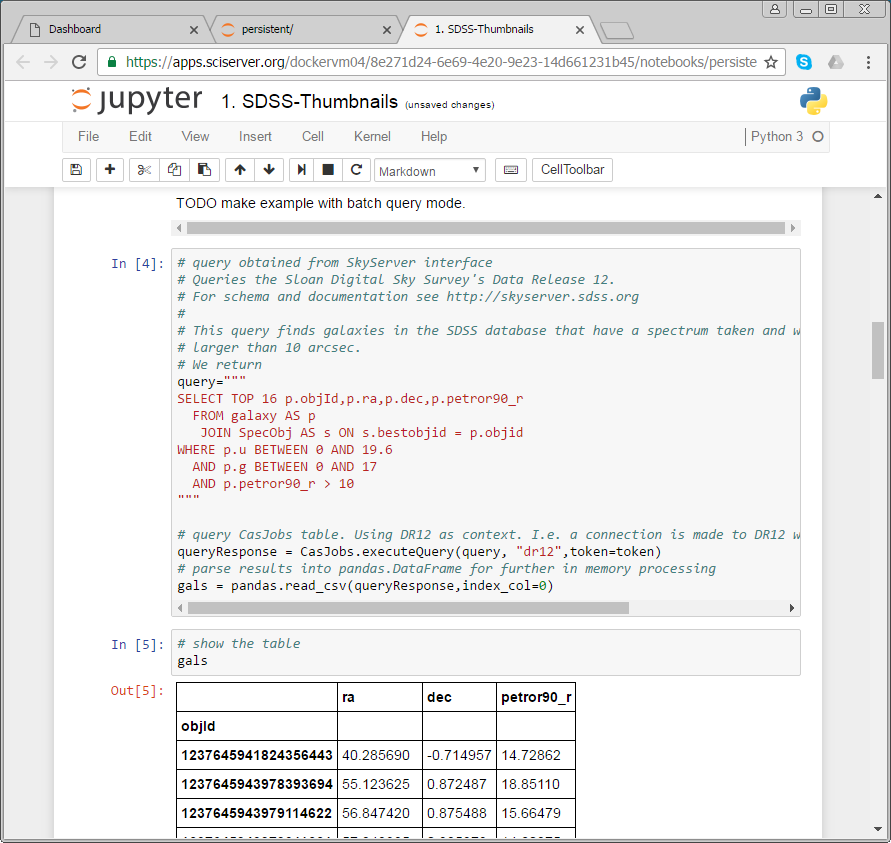 Dashboard
persistent/
1. SDSS-Thumbnails
https://apps.sciserver.org/dockervm04/8e271d24-6e69-4e20-9e23-14d661231b45/notebooks/persiste
jupyter 1. SDSS-Thumbnails (unsaved changes)
File Edit View Insert Cell Kernel Help Python 3
Markdown CellToolbar
TODO make example with batch query mode.
In [4]:
# query obtained from SkyServer interface
# Queries the Sloan Digital Sky Survey's Data Release 12.
# For schema and documentation see http://skyserver.sdss.org
#
# This query finds galaxies in the SDSS database that have a spectrum taken and w
# larger than 10 arcsec.
# We return
query="""
SELECT TOP 16 p.objId,p.ra,p.dec,p.petror90_r
FROM galaxy AS p
JOIN SpecObj AS s ON s.bestobjid = p.objid
WHERE p.u BETWEEN 0 AND 19.6
AND p.g BETWEEN 0 AND 17
AND p.petror90_r > 10
"""
# query CasJobs table. Using DR12 as context. I.e. a connection is made to DR12 w
queryResponse = CasJobs.executeQuery(query, "dr12",token=token)
# parse results into pandas.DataFrame for further in memory processing
gals = pandas.read_csv(queryResponse,index_col=0)
In [5]:
# show the table
gals
Out[5]:
ra dec petror90_r
objId
1237645941824356443 40.285690 -0.714957 14.72862
1237645943978393694 55.123625 0.872487 18.85110
1237645943979114622 56.847420 0.875488 15.66479